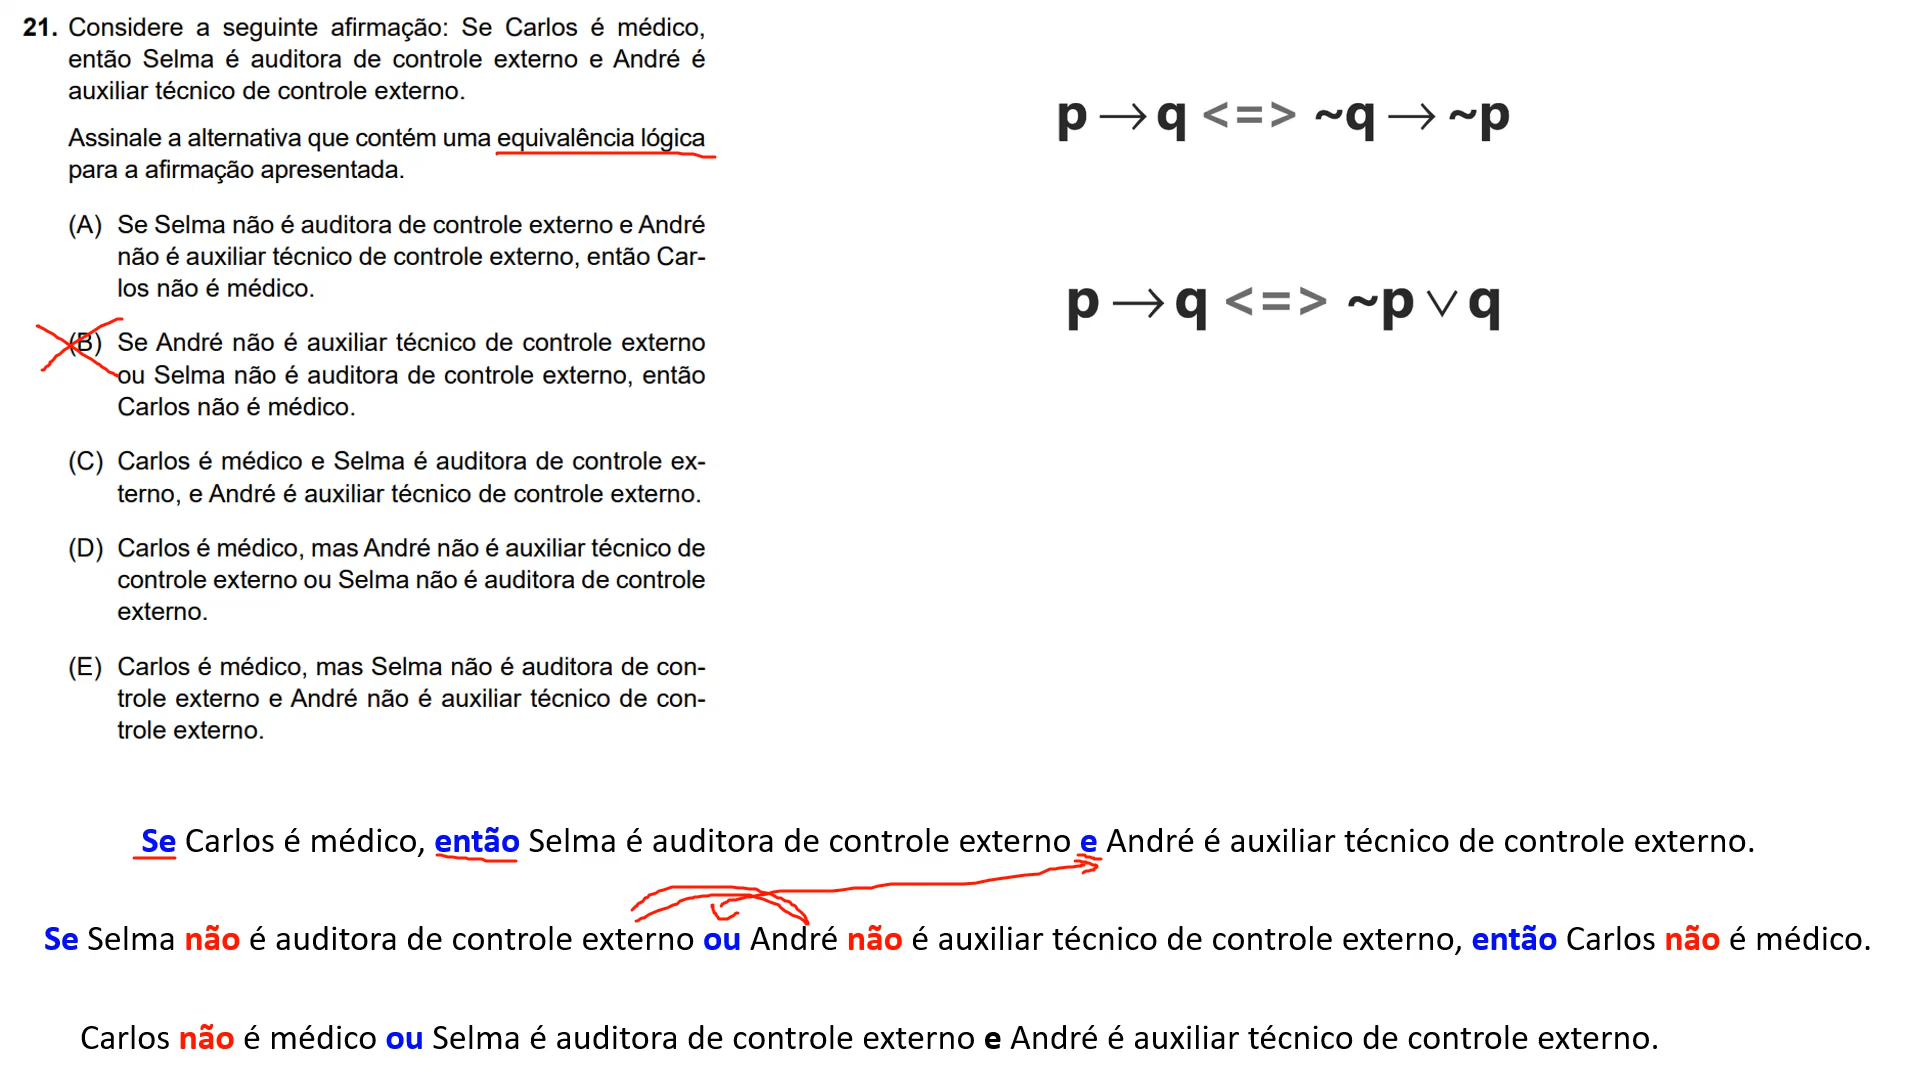 21. Considere a seguinte afirmação: Se Carlos é médico,
então Selma é auditora de controle externo e André é
auxiliar técnico de controle externo.
Assinale a alternativa que contém uma equivalência lógica
para a afirmação apresentada.
(A) Se Selma não é auditora de controle externo e André
não é auxiliar técnico de controle externo, então Car-
los não é médico.
(B) Se André não é auxiliar técnico de controle externo
ou Selma não é auditora de controle externo, então
Carlos não é médico.
(C) Carlos é médico e Selma é auditora de controle ex-
terno, e André é auxiliar técnico de controle externo.
(D) Carlos é médico, mas André não é auxiliar técnico de
controle externo ou Selma não é auditora de controle
externo.
(E) Carlos é médico, mas Selma não é auditora de con-
trole externo e André não é auxiliar técnico de con-
trole externo.
p → q <=> ~q → ~p
p → q <=> ~p ∨ q
Se Carlos é médico, então Selma é auditora de controle externo e André é auxiliar técnico de controle externo.
Se Selma não é auditora de controle externo ou André não é auxiliar técnico de controle externo, então Carlos não é médico.
Carlos não é médico ou Selma é auditora de controle externo e André é auxiliar técnico de controle externo.